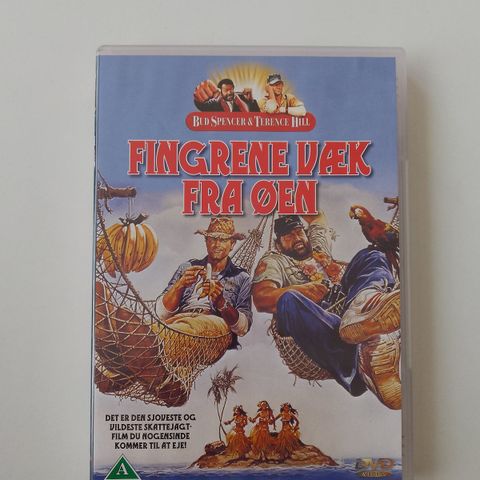 BUD SPENCER & TERENCE HILL
FINGRENE VÆK
FRA ØEN
DET ER DEN SJOVESTE OG
VILDESTE SKATTEJAGT-
FILM DU NOGENSINDE
KOMMER TIL AT EJE!
A
DVD
VIDEO